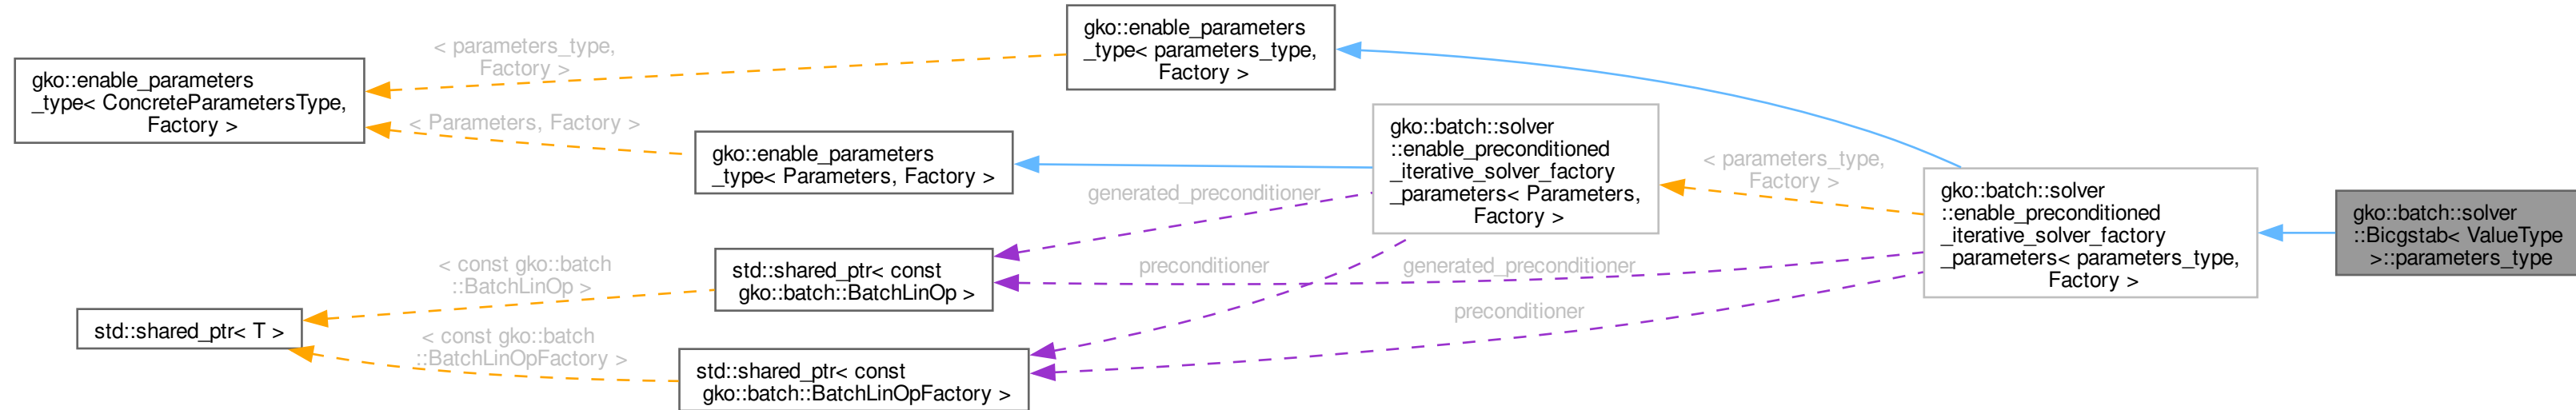 gko::enable_parameters
_type< ConcreteParametersType,
Factory >
< parameters_type,
Factory >
< Parameters, Factory >
gko::enable_parameters
_type< parameters_type,
Factory >
gko::enable_parameters
_type< Parameters, Factory >
gko::batch::solver
::enable_preconditioned
_iterative_solver_factory
_parameters< Parameters,
Factory >
generated_preconditioner
std::shared_ptr< const
gko::batch::BatchLinOp >
< const gko::batch
::BatchLinOp >
std::shared_ptr< T >
< const gko::batch
::BatchLinOpFactory >
std::shared_ptr< const
gko::batch::BatchLinOpFactory >
preconditioner
generated_preconditioner
preconditioner
< parameters_type,
Factory >
gko::batch::solver
::enable_preconditioned
_iterative_solver_factory
_parameters< parameters_type,
Factory >
gko::batch::solver
::Bicgstab< ValueType
>::parameters_type